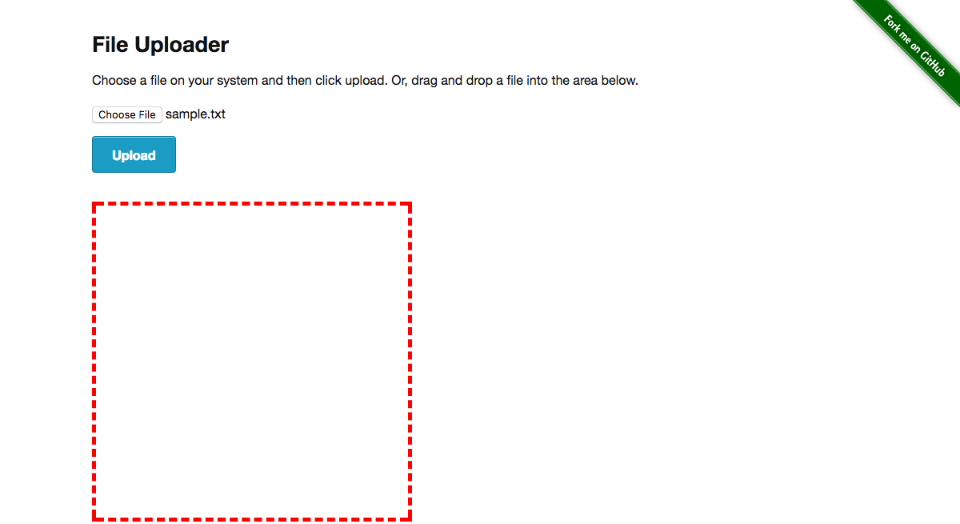 File Uploader
Fork me on GitHub
Choose a file on your system and then click upload. Or, drag and drop a file into the area below.
Choose File sample.txt
Upload